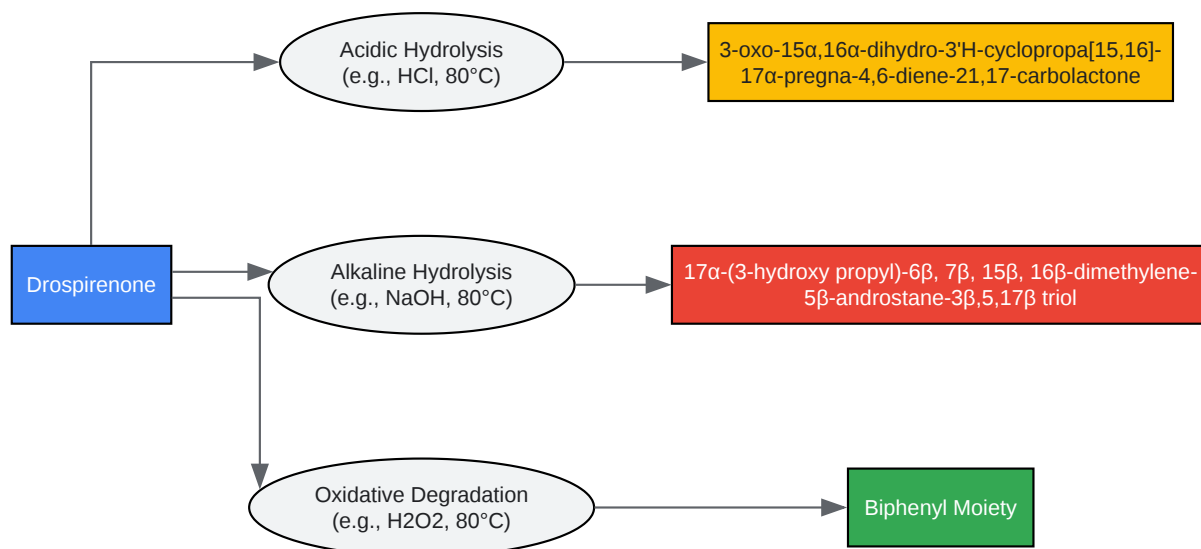 Acidic Hydrolysis
(e.g., HCl, 80°C)
3-oxo-15α,16α-dihydro-3'H-cyclopropa[15,16]-
17α-pregna-4,6-diene-21,17-carbolactone
Drospirenone
Alkaline Hydrolysis
(e.g., NaOH, 80°C)
17α-(3-hydroxy propyl)-6β, 7β, 15β, 16β-dimethylene-
5β-androstane-3β,5,17β triol
Oxidative Degradation
(e.g., H2O2, 80°C)
Biphenyl Moiety